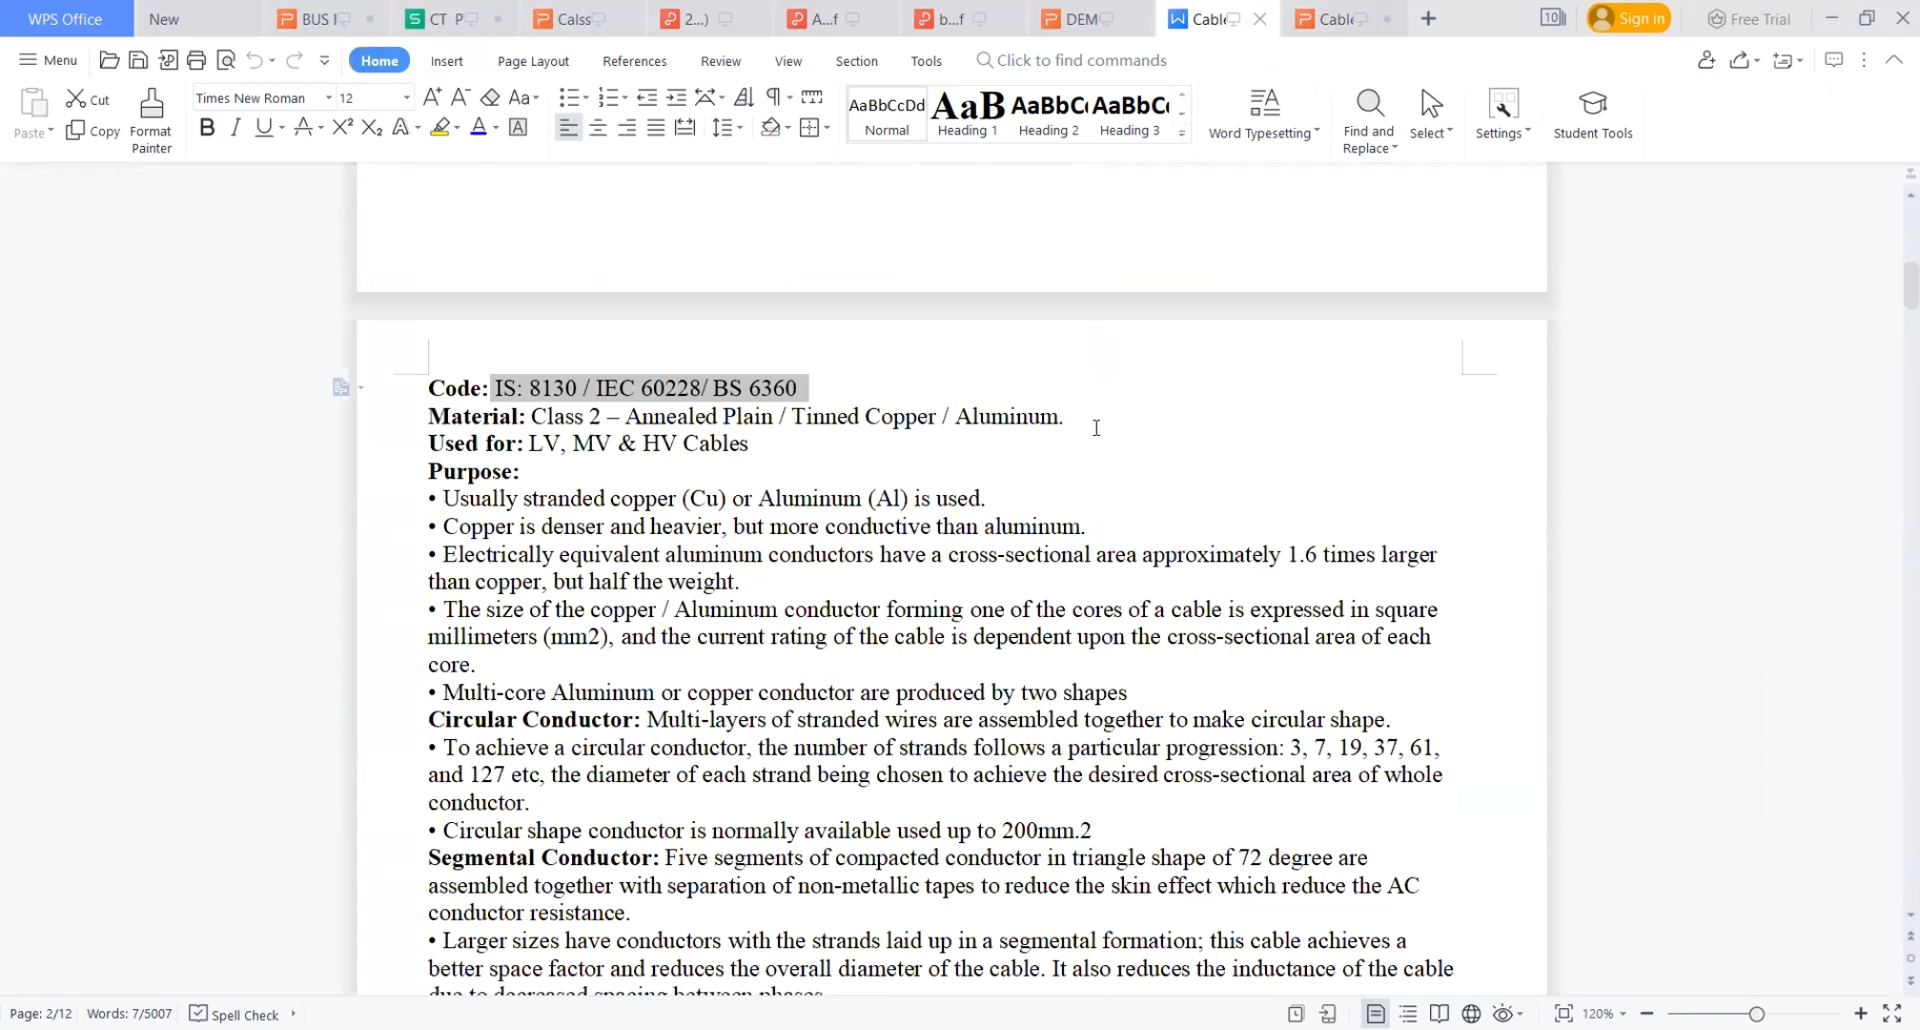 WPS Office New BUS CT P Calss 2...) A...f b...f DEM Cable Cable Sign in Free Trial
Menu Home Insert Page Layout References Review View Section Tools Click to find commands
Paste Cut Copy Format Painter
Times New Roman 12
AaBbCcDd AaB AaBbC AaBbC
Normal Heading 1 Heading 2 Heading 3
Word Typesetting Find and Replace Select Settings Student Tools
Code: IS: 8130 / IEC 60228/ BS 6360
Material: Class 2 – Annealed Plain / Tinned Copper / Aluminum.
Used for: LV, MV & HV Cables
Purpose:
• Usually stranded copper (Cu) or Aluminum (Al) is used.
• Copper is denser and heavier, but more conductive than aluminum.
• Electrically equivalent aluminum conductors have a cross-sectional area approximately 1.6 times larger
than copper, but half the weight.
• The size of the copper / Aluminum conductor forming one of the cores of a cable is expressed in square
millimeters (mm2), and the current rating of the cable is dependent upon the cross-sectional area of each
core.
• Multi-core Aluminum or copper conductor are produced by two shapes
Circular Conductor: Multi-layers of stranded wires are assembled together to make circular shape.
• To achieve a circular conductor, the number of strands follows a particular progression: 3, 7, 19, 37, 61,
and 127 etc, the diameter of each strand being chosen to achieve the desired cross-sectional area of whole
conductor.
• Circular shape conductor is normally available used up to 200mm.2
Segmental Conductor: Five segments of compacted conductor in triangle shape of 72 degree are
assembled together with separation of non-metallic tapes to reduce the skin effect which reduce the AC
conductor resistance.
• Larger sizes have conductors with the strands laid up in a segmental formation; this cable achieves a
better space factor and reduces the overall diameter of the cable. It also reduces the inductance of the cable
due to decreased spacing between phases
Page: 2/12 Words: 7/5007 Spell Check 120%